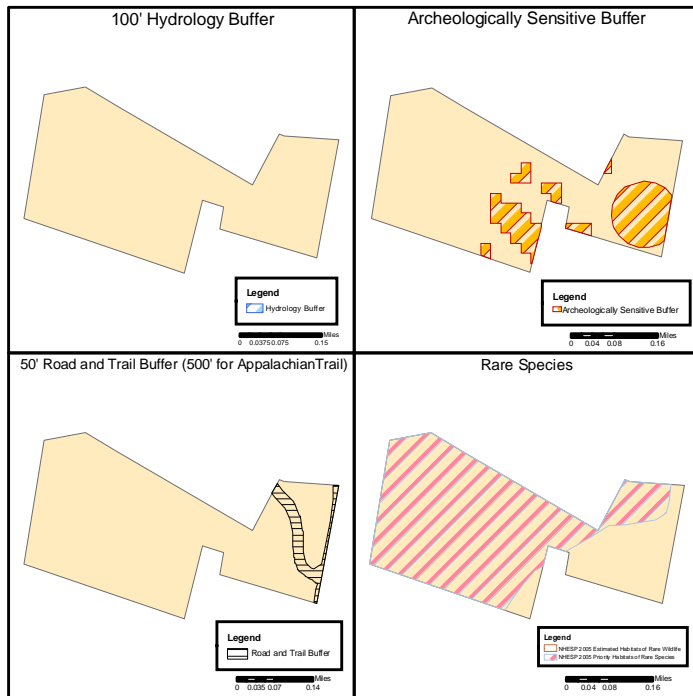 100' Hydrology Buffer
Legend
Hydrology Buffer
Miles
0 0.0375 0.075 0.15
Archeologically Sensitive Buffer
Legend
Archeologically Sensitive Buffer
Miles
0 0.04 0.08 0.16
50' Road and Trail Buffer (500' for AppalachianTrail)
Legend
Road and Trail Buffer
Miles
0 0.035 0.07 0.14
Rare Species
Legend
NHESP 2005 Estimated Habitats of Rare Wildlife
NHESP 2005 Priority Habitats of Rare Species
Miles
0 0.04 0.08 0.16